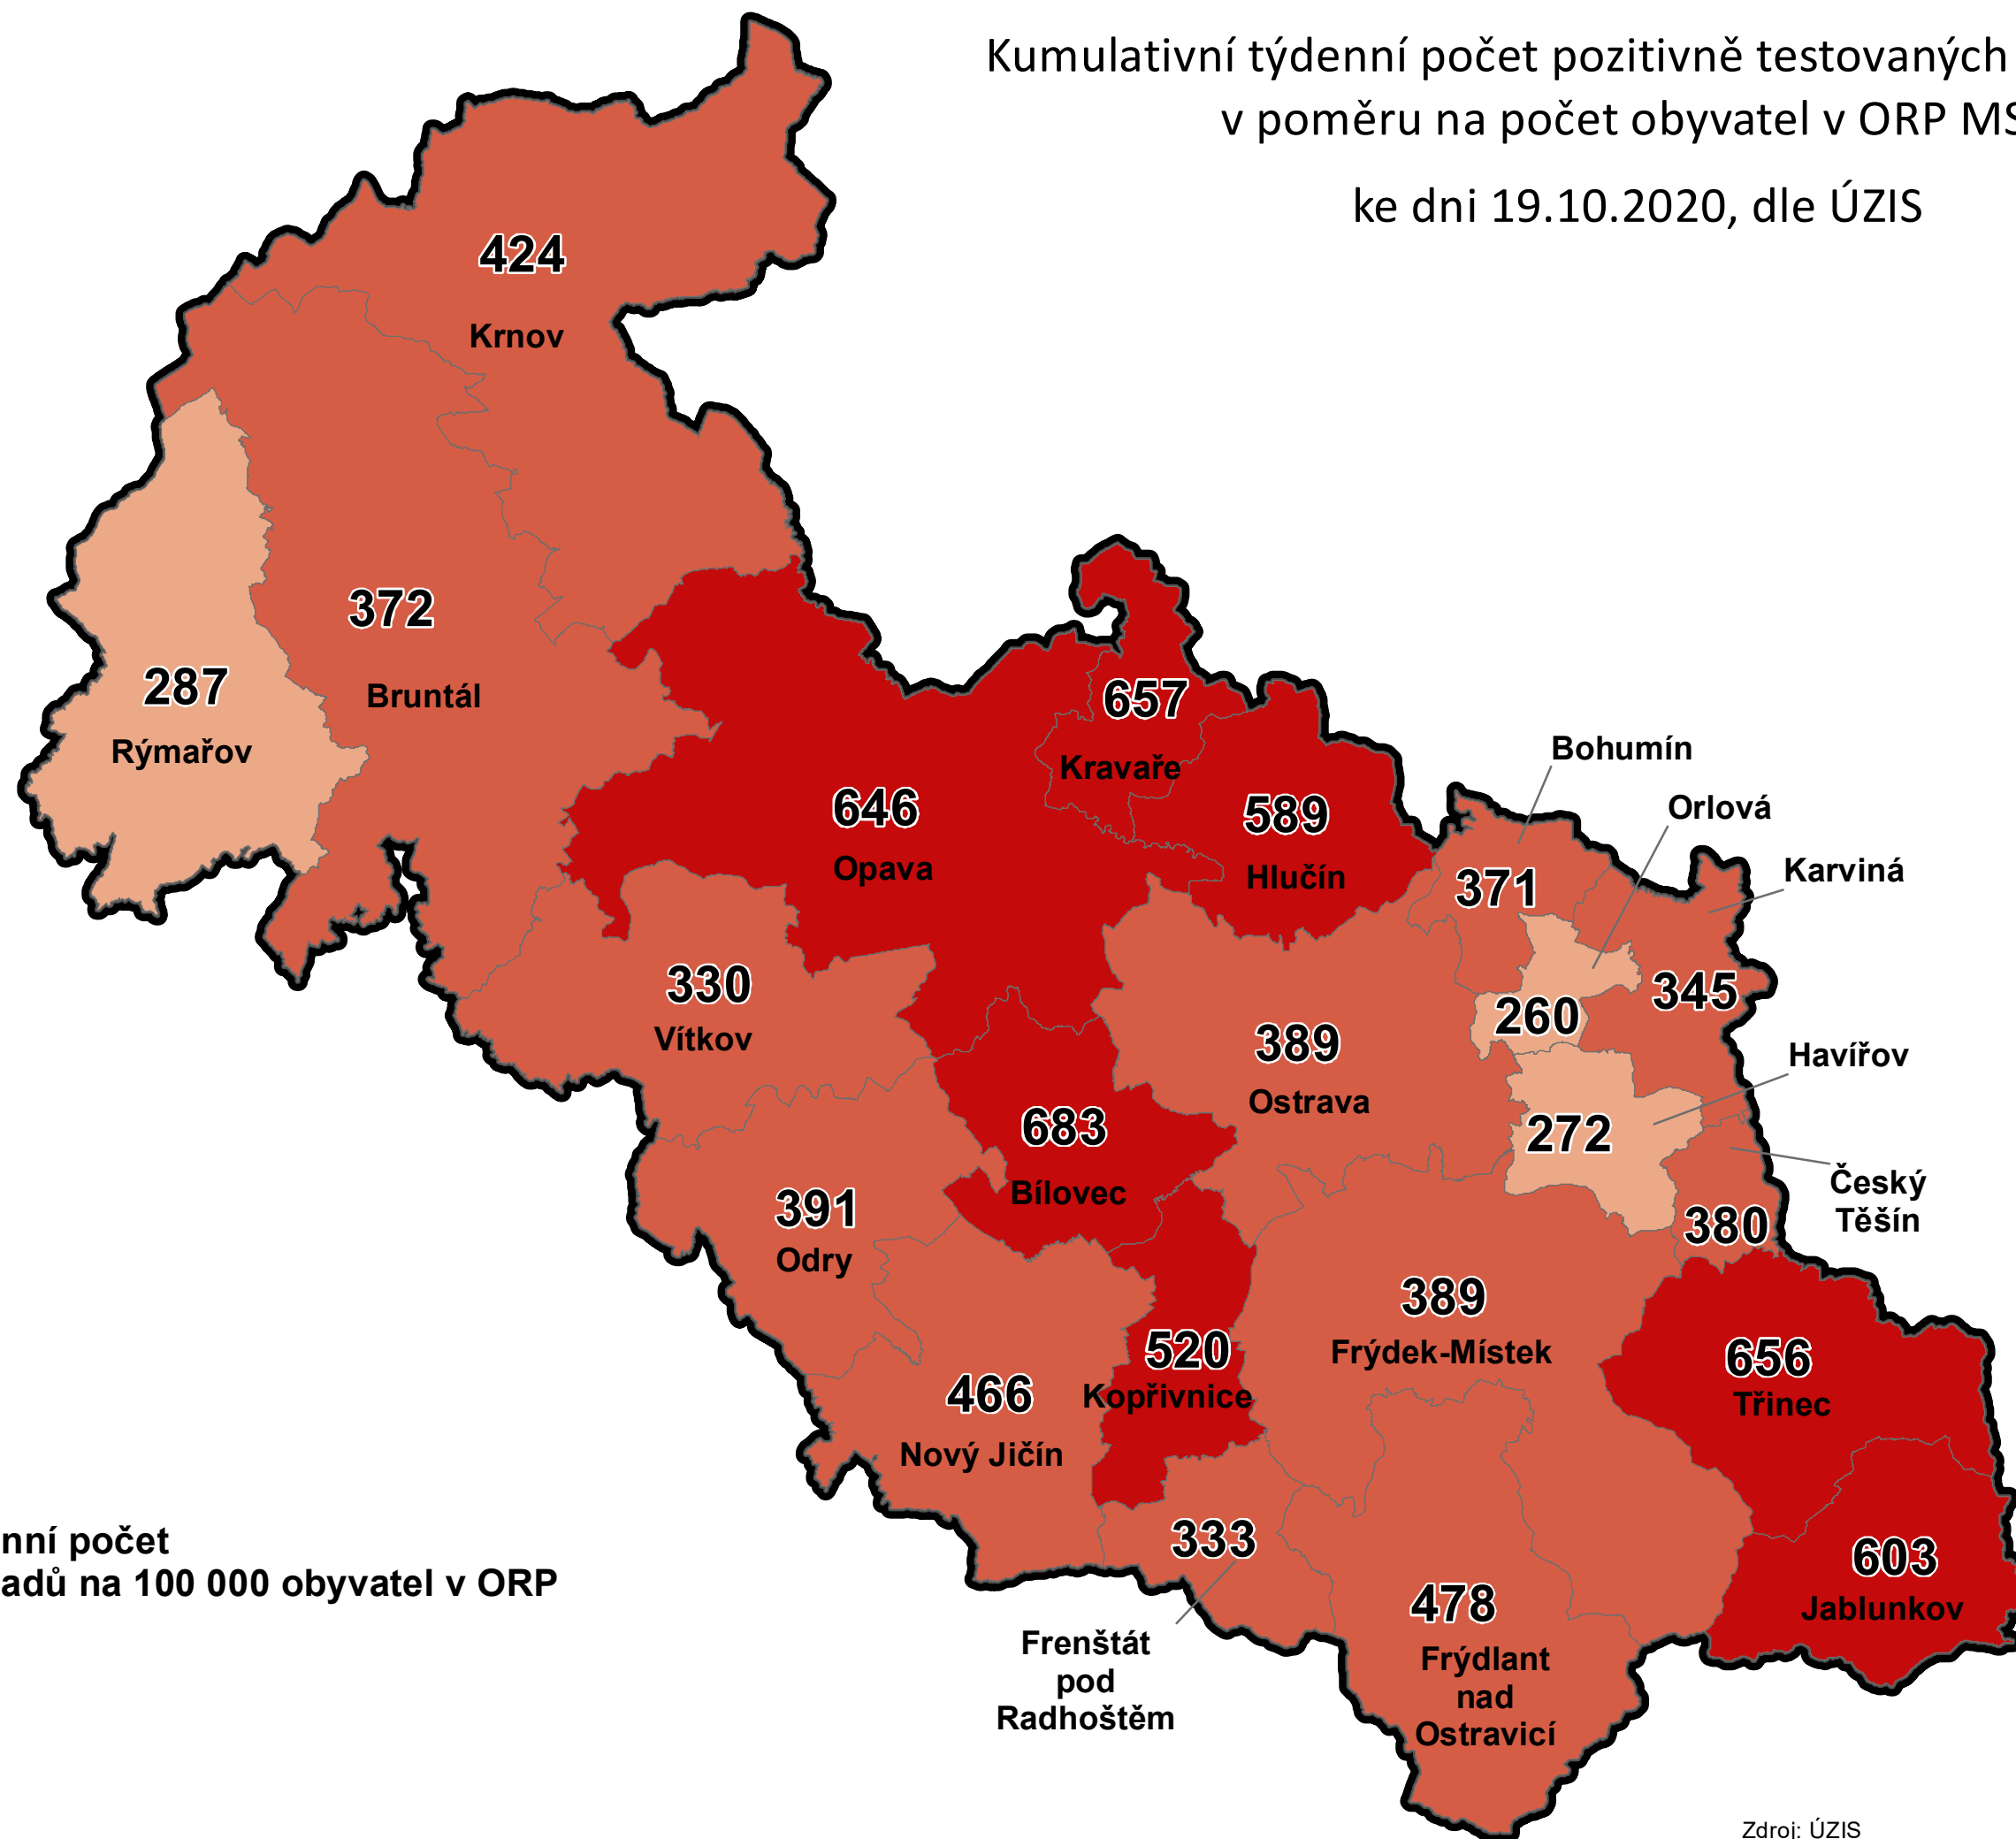 Kumulativní týdenní počet pozitivně testovaných
v poměru na počet obyvatel v ORP MS
ke dni 19.10.2020, dle ÚZIS
424
Krnov
372
Bruntál
287
Rýmařov
657
Kravaře
646
Opava
589
Hlučín
Bohumín
371
Orlová
Karviná
345
260
330
Vítkov
389
Ostrava
Havířov
272
683
Bílovec
Český
Těšín
380
391
Odry
389
Frýdek-Místek
520
Kopřivnice
656
Třinec
466
Nový Jičín
333
603
Jablunkov
478
Frýdlant
nad
Ostravicí
Frenštát
pod
Radhoštěm
nní počet
adů na 100 000 obyvatel v ORP
Zdroj: ÚZIS